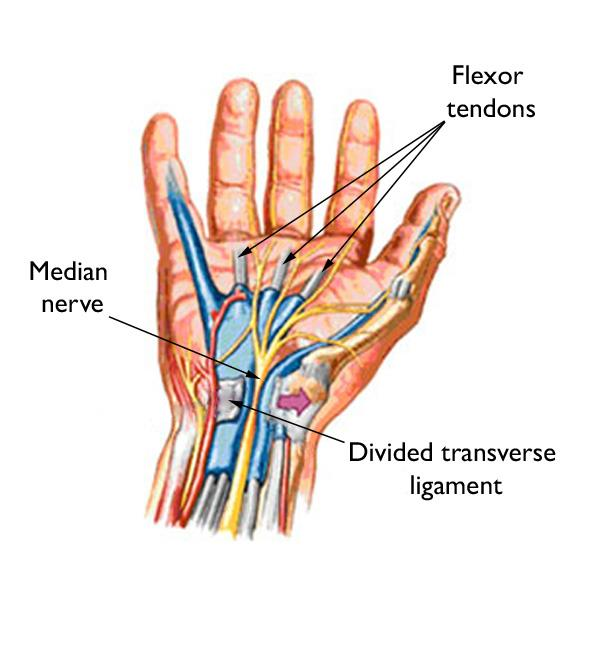 Flexor
tendons
Median
nerve
Divided transverse
ligament